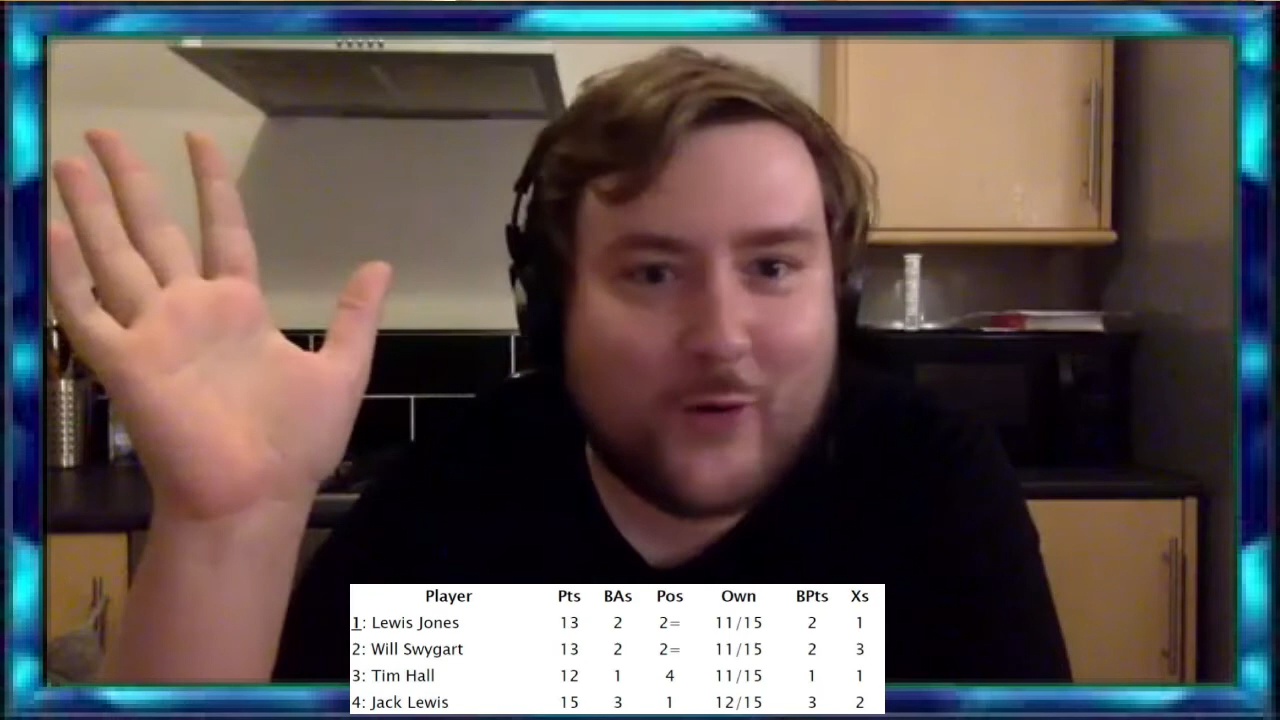 Player Pts BAs Pos Own BPts Xs
1: Lewis Jones 13 2 2= 11/15 2 1
2: Will Swygart 13 2 2= 11/15 2 3
3: Tim Hall 12 1 4 11/15 1 1
4: Jack Lewis 15 3 1 12/15 3 2